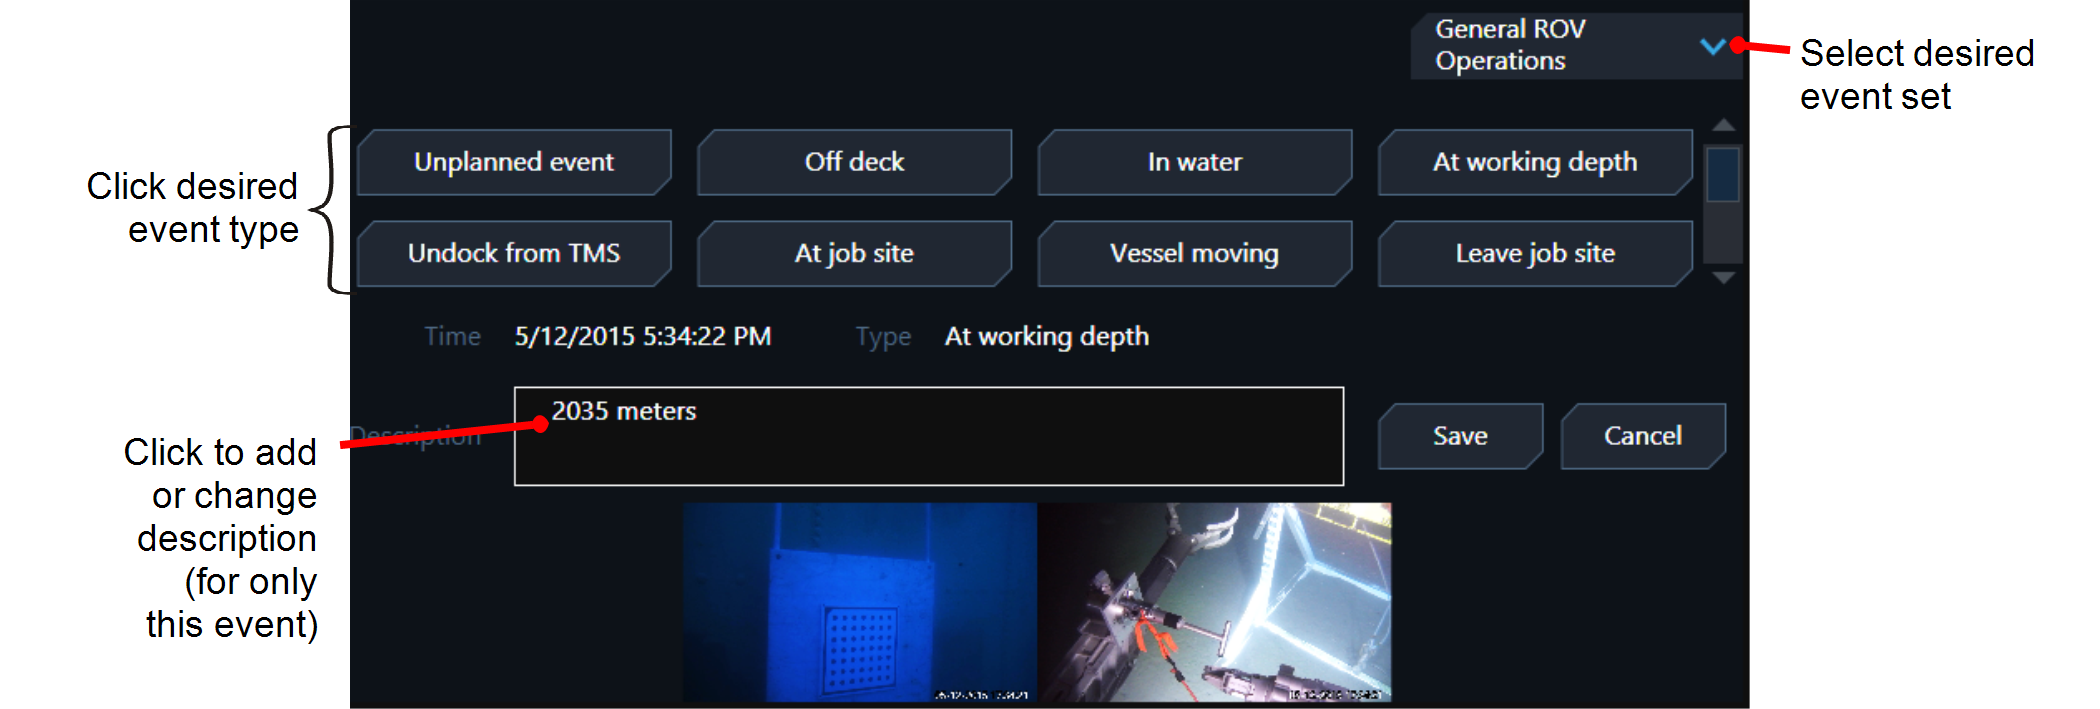 General ROV
Operations
Select desired
event set
Click desired
event type
Unplanned event
Off deck
In water
At working depth
Undock from TMS
At job site
Vessel moving
Leave job site
Time 5/12/2015 5:34:22 PM Type At working depth
Description
2035 meters
Save
Cancel
Click to add
or change
description
(for only
this event)